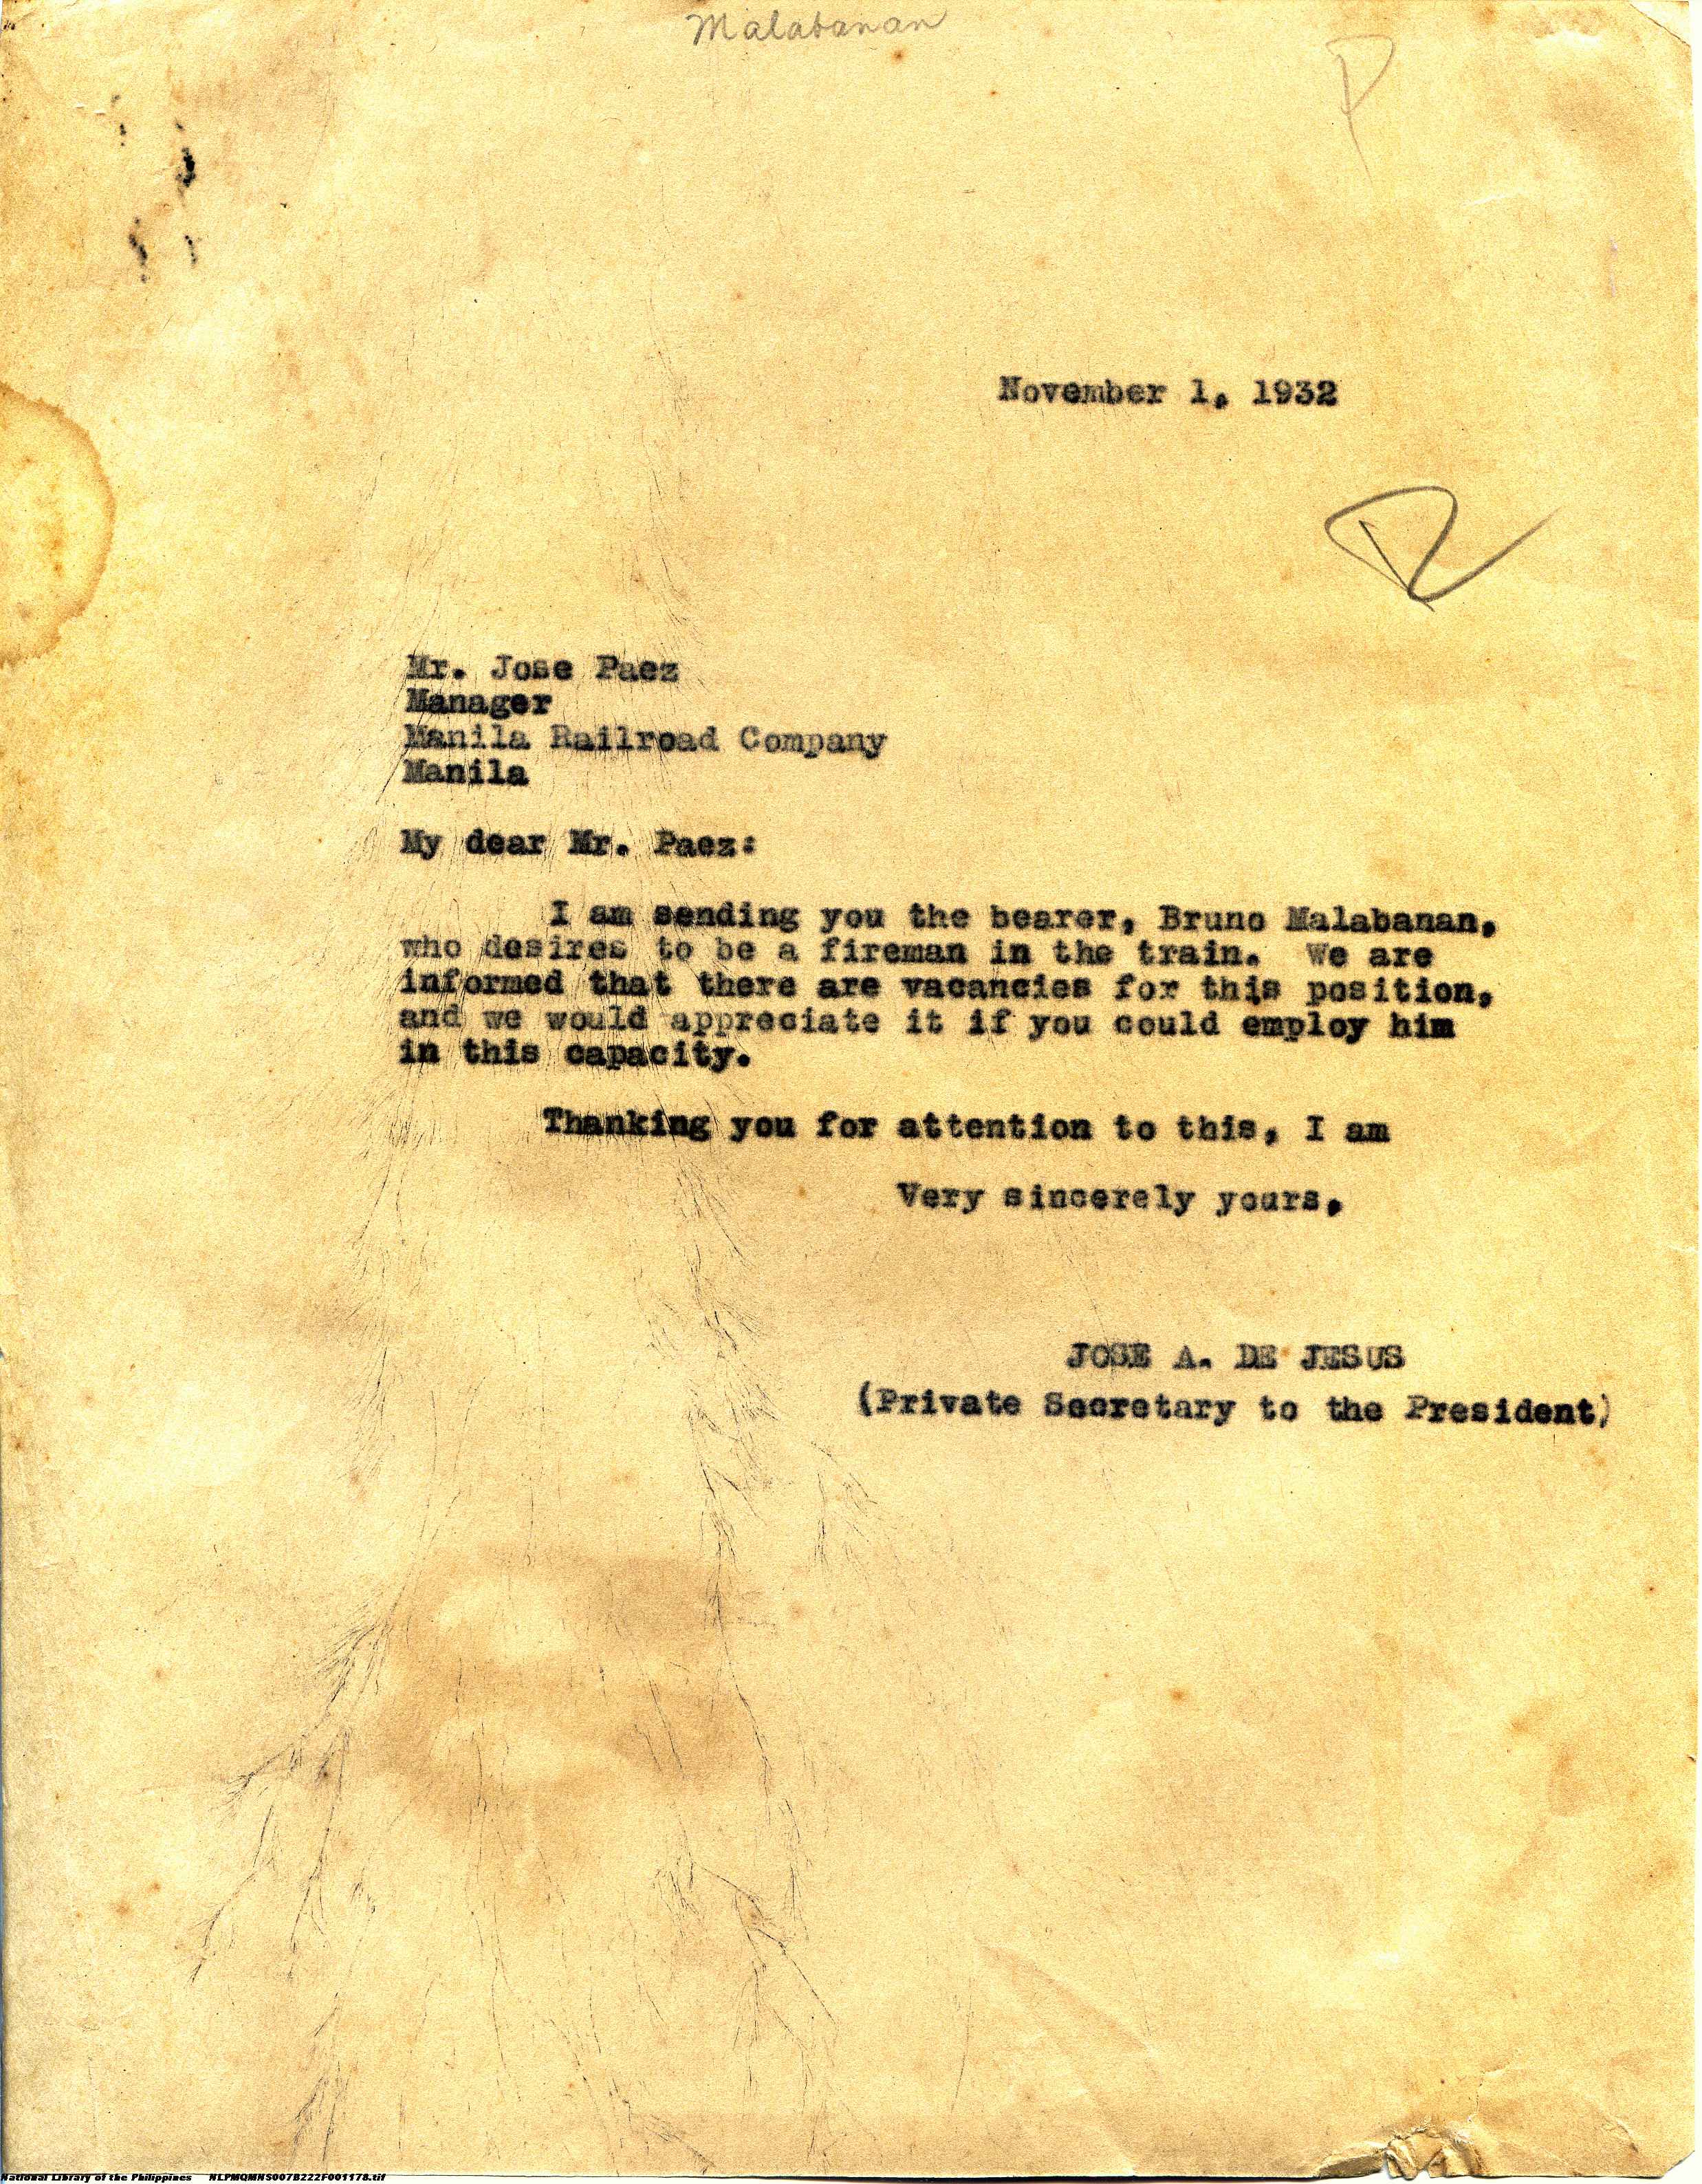 Malabanan
P
November 1, 1932
Mr. Jose Paez
Manager
Manila Railroad Company
Manila
My dear Mr. Paez:
I am sending you the bearer, Bruno Malabanan,
who desires to be a fireman in the train. We are
informed that there are vacancies for this position,
and we would appreciate it if you could employ him
in this capacity.
Thanking you for attention to this, I am
Very sincerely yours,
JOSE A. DE JESUS
(Private Secretary to the President)
National Library of the Philippines NLPMQMNS007B222F001178.tif